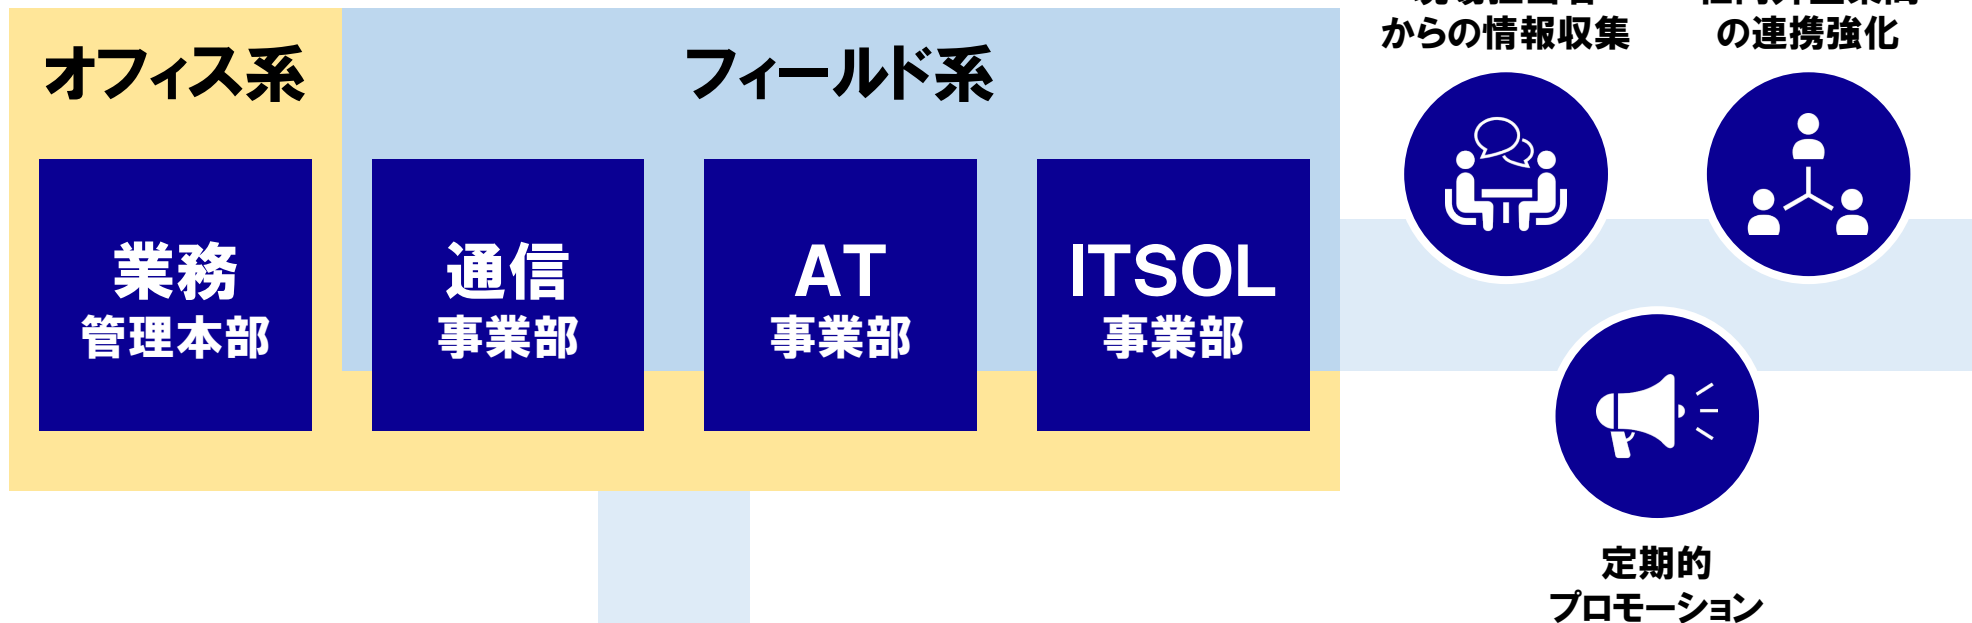 オフィス系
フィールド系
業務
管理本部
通信
事業部
AT
事業部
ITSOL
事業部
からの情報収集
の連携強化
定期的
プロモーション